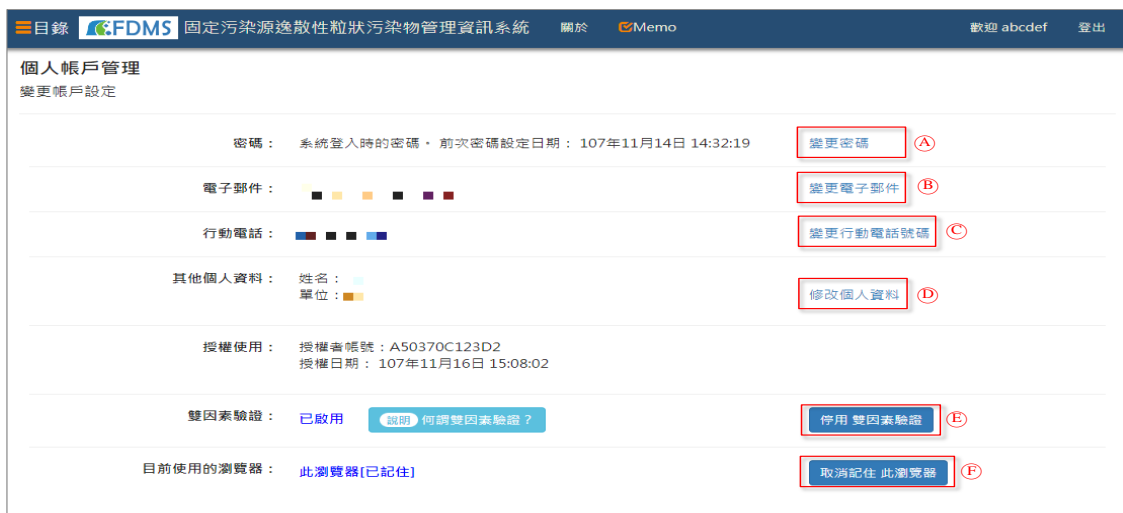 目錄 FDMS 固定污染源逸散性粒狀污染物管理資訊系統 關於 Memo 歡迎 abcdef 登出
個人帳戶管理
變更帳戶設定
密碼： 系統登入時的密碼。 前次密碼設定日期： 107年11月14日 14:32:19 變更密碼 Ⓐ
電子郵件： 變更電子郵件 Ⓑ
行動電話： 變更行動電話號碼 Ⓒ
其他個人資料： 姓名：
單位：
修改個人資料 Ⓓ
授權使用： 授權者帳號：A50370C123D2
授權日期： 107年11月16日 15:08:02
雙因素驗證： 已啟用 說明 何謂雙因素驗證？ 停用 雙因素驗證 Ⓔ
目前使用的瀏覽器： 此瀏覽器[已記住] 取消記住 此瀏覽器 Ⓕ